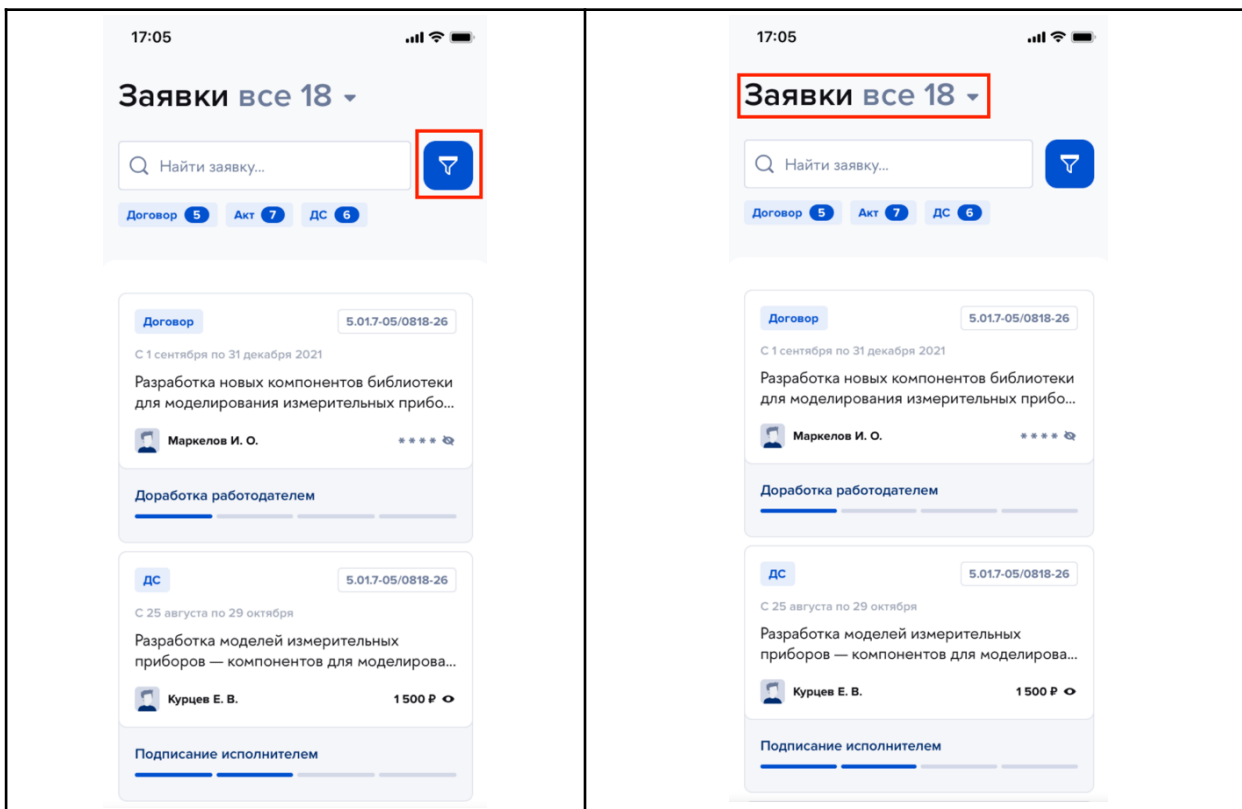 17:05
Заявки все 18
Найти заявку...
Договор 5 Акт 7 ДС 6
Договор 5.01.7-05/0818-26
С 1 сентября по 31 декабря 2021
Разработка новых компонентов библиотеки
для моделирования измерительных прибо...
Маркелов И. О. ****
Доработка работодателем
ДС 5.01.7-05/0818-26
С 25 августа по 29 октября
Разработка моделей измерительных
приборов — компонентов для моделирова...
Курцев Е. В. 1 500 ₽
Подписание исполнителем
17:05
Заявки все 18
Найти заявку...
Договор 5 Акт 7 ДС 6
Договор 5.01.7-05/0818-26
С 1 сентября по 31 декабря 2021
Разработка новых компонентов библиотеки
для моделирования измерительных прибо...
Маркелов И. О. ****
Доработка работодателем
ДС 5.01.7-05/0818-26
С 25 августа по 29 октября
Разработка моделей измерительных
приборов — компонентов для моделирова...
Курцев Е. В. 1 500 ₽
Подписание исполнителем